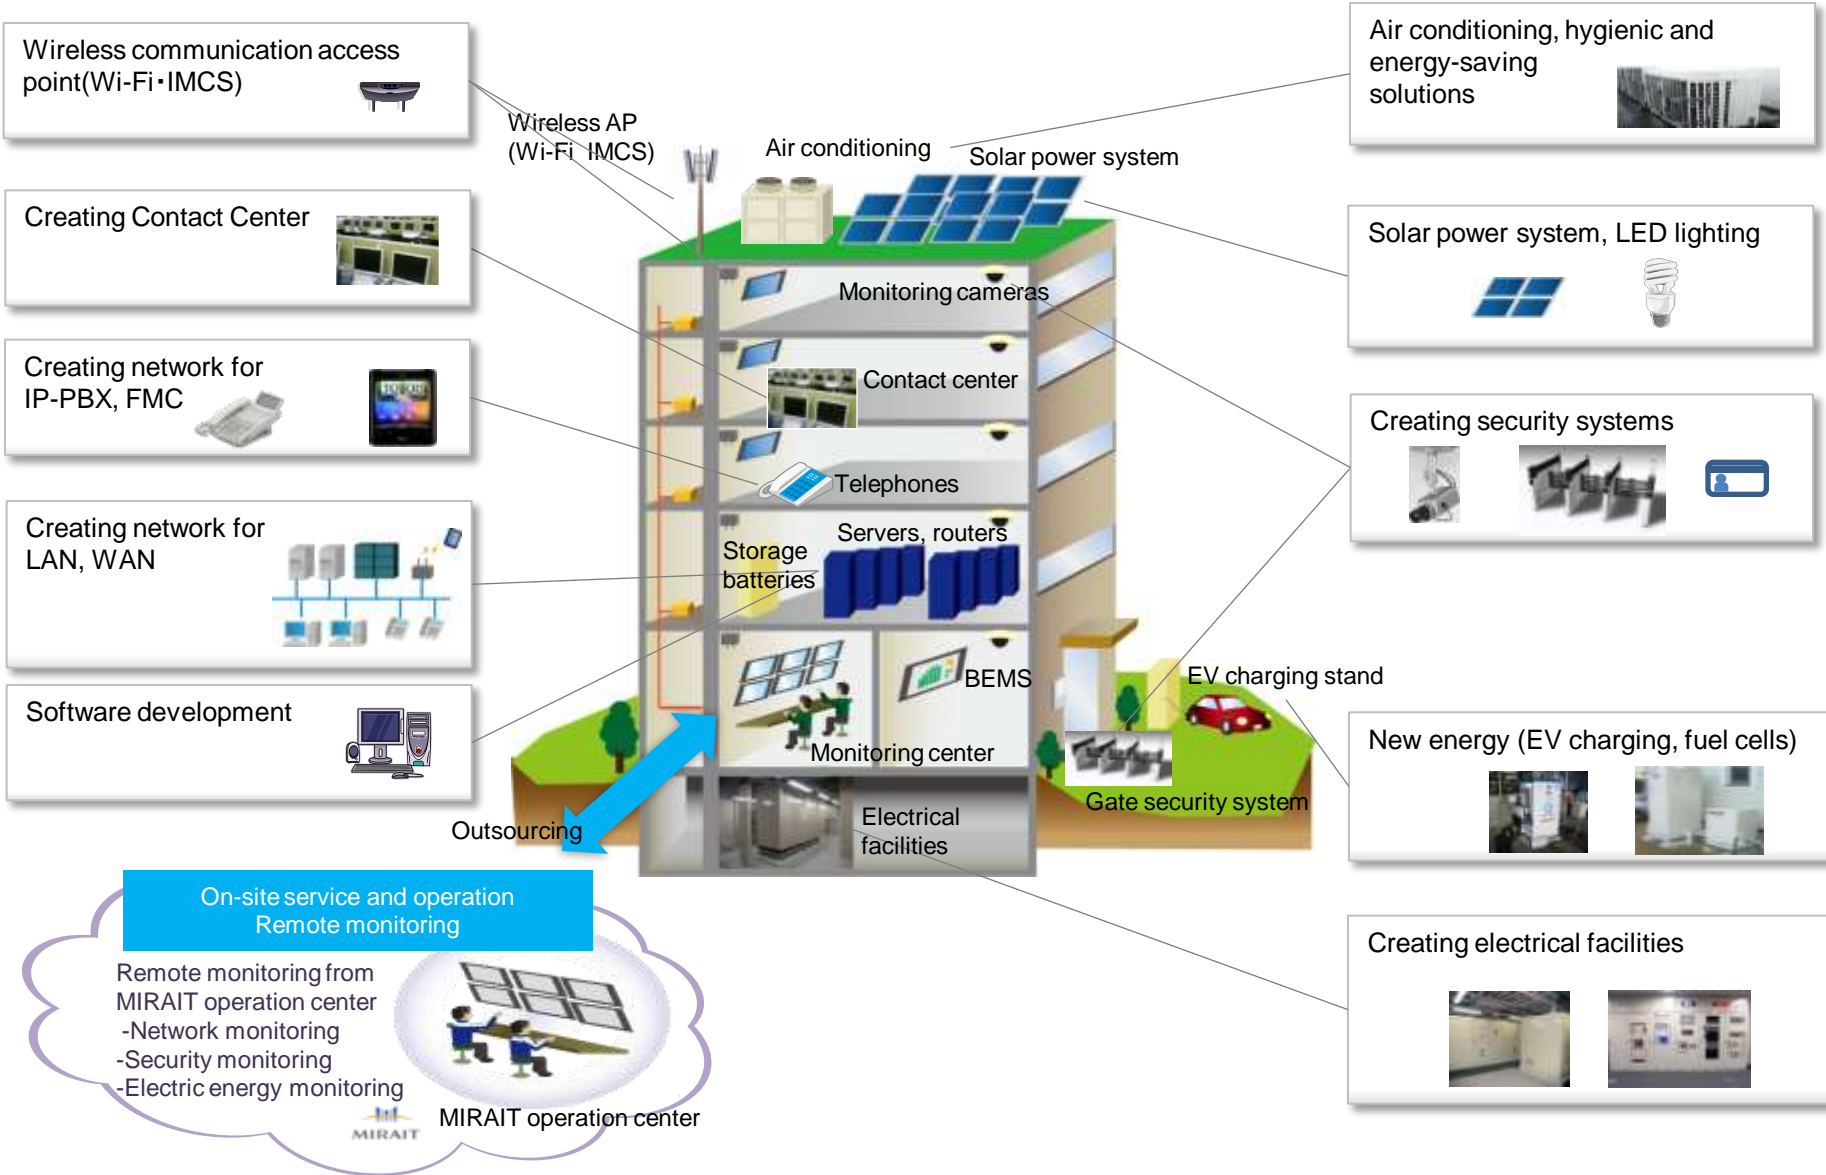 Wireless communication access
point(Wi-Fi・IMCS)
Creating Contact Center
Creating network for
IP-PBX, FMC
Creating network for
LAN, WAN
Software development
Wireless AP
(Wi-Fi IMCS)
Air conditioning
Solar power system
Monitoring cameras
Contact center
Telephones
Servers, routers
Storage
batteries
BEMS
Monitoring center
EV charging stand
Gate security system
Electrical
facilities
Outsourcing
Air conditioning, hygienic and
energy-saving
solutions
Solar power system, LED lighting
Creating security systems
New energy (EV charging, fuel cells)
Creating electrical facilities
On-site service and operation
Remote monitoring
Remote monitoring from
MIRAIT operation center
-Network monitoring
-Security monitoring
-Electric energy monitoring
MIRAIT
MIRAIT operation center